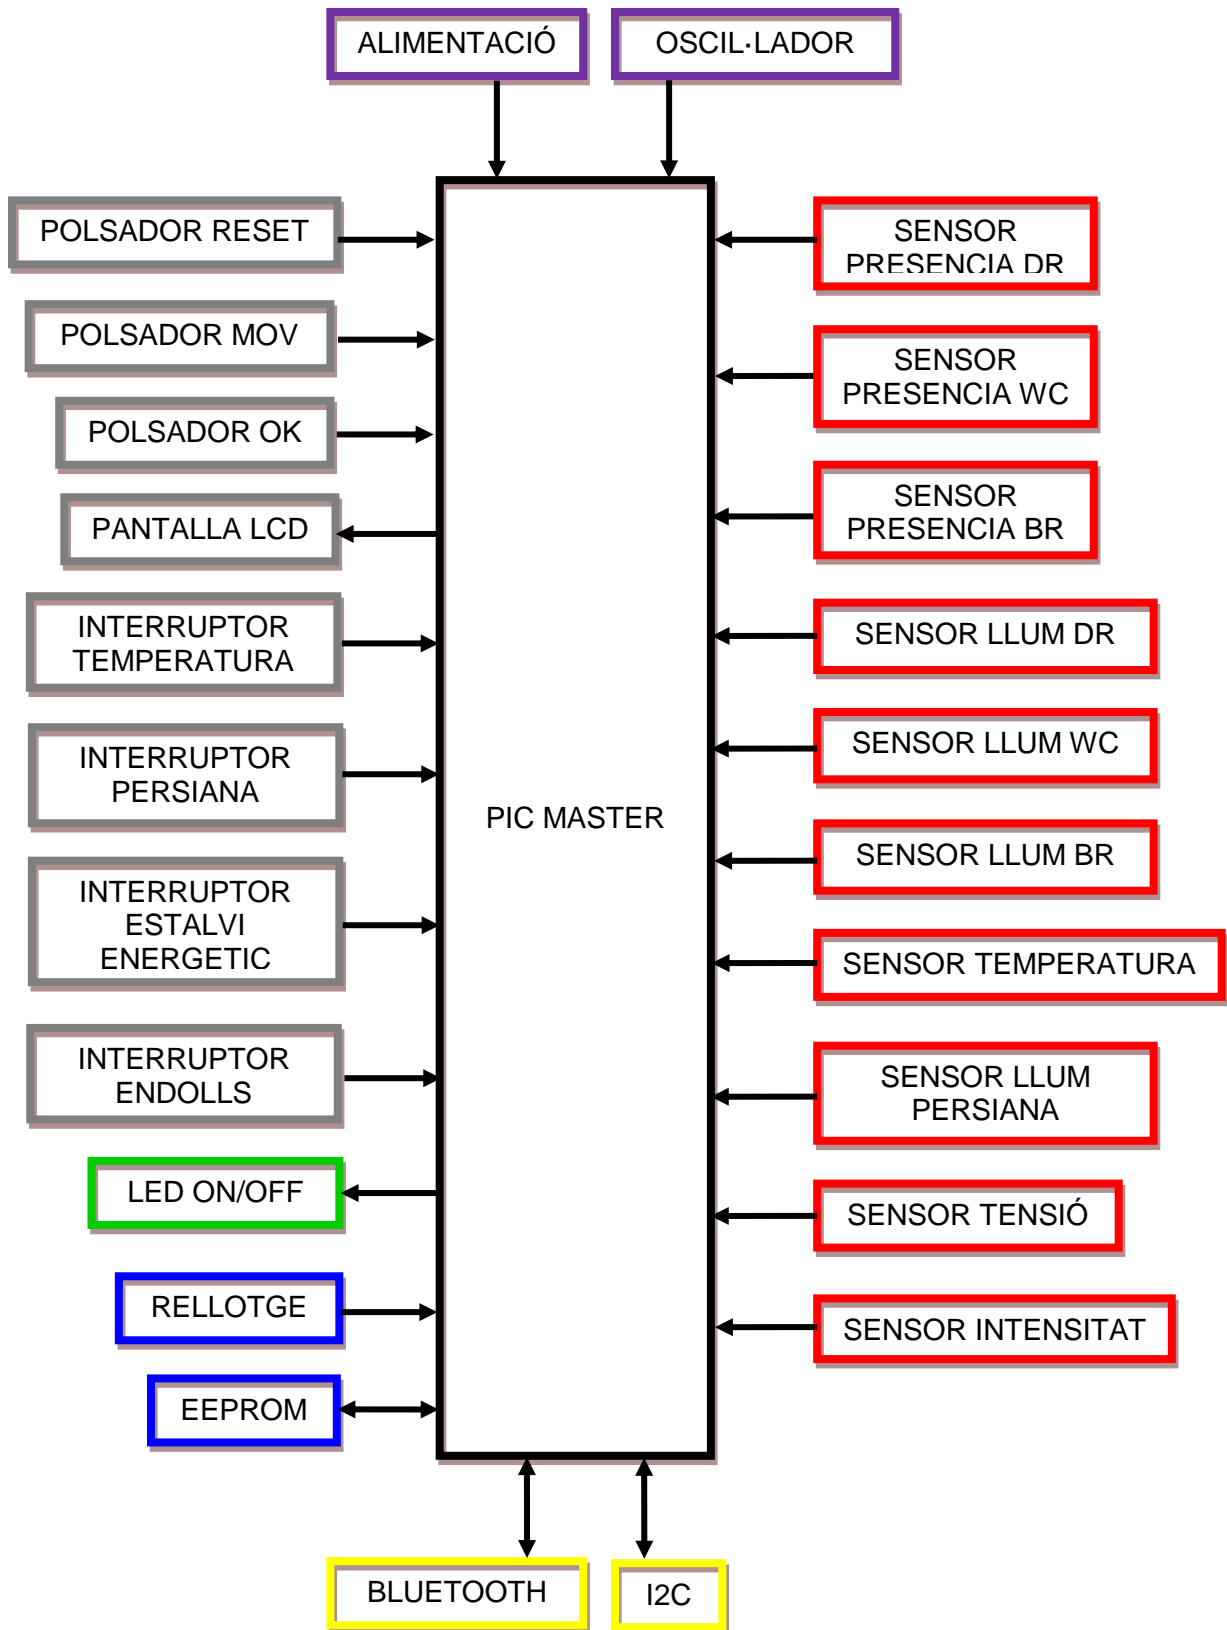 ALIMENTACIÓ
OSCIL·LADOR
POLSADOR RESET
POLSADOR MOV
POLSADOR OK
PANTALLA LCD
INTERRUPTOR
TEMPERATURA
INTERRUPTOR
PERSIANA
INTERRUPTOR
ESTALVI
ENERGETIC
INTERRUPTOR
ENDOLLS
LED ON/OFF
RELLOTGE
EEPROM
PIC MASTER
SENSOR
PRESENCIA DR
SENSOR
PRESENCIA WC
SENSOR
PRESENCIA BR
SENSOR LLUM DR
SENSOR LLUM WC
SENSOR LLUM BR
SENSOR TEMPERATURA
SENSOR LLUM
PERSIANA
SENSOR TENSIÓ
SENSOR INTENSITAT
BLUETOOTH
I2C